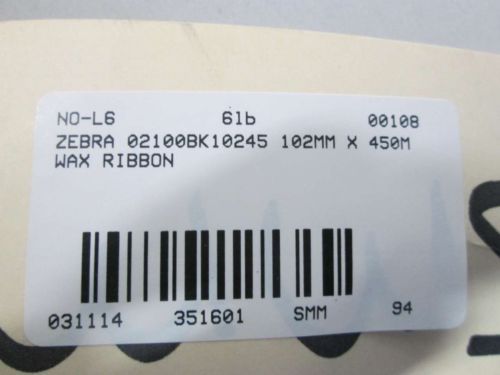 NO-L6 6lb 00108
ZEBRA 02100BK10245 102MM X 450M
WAX RIBBON
031114 351601 SMM 94